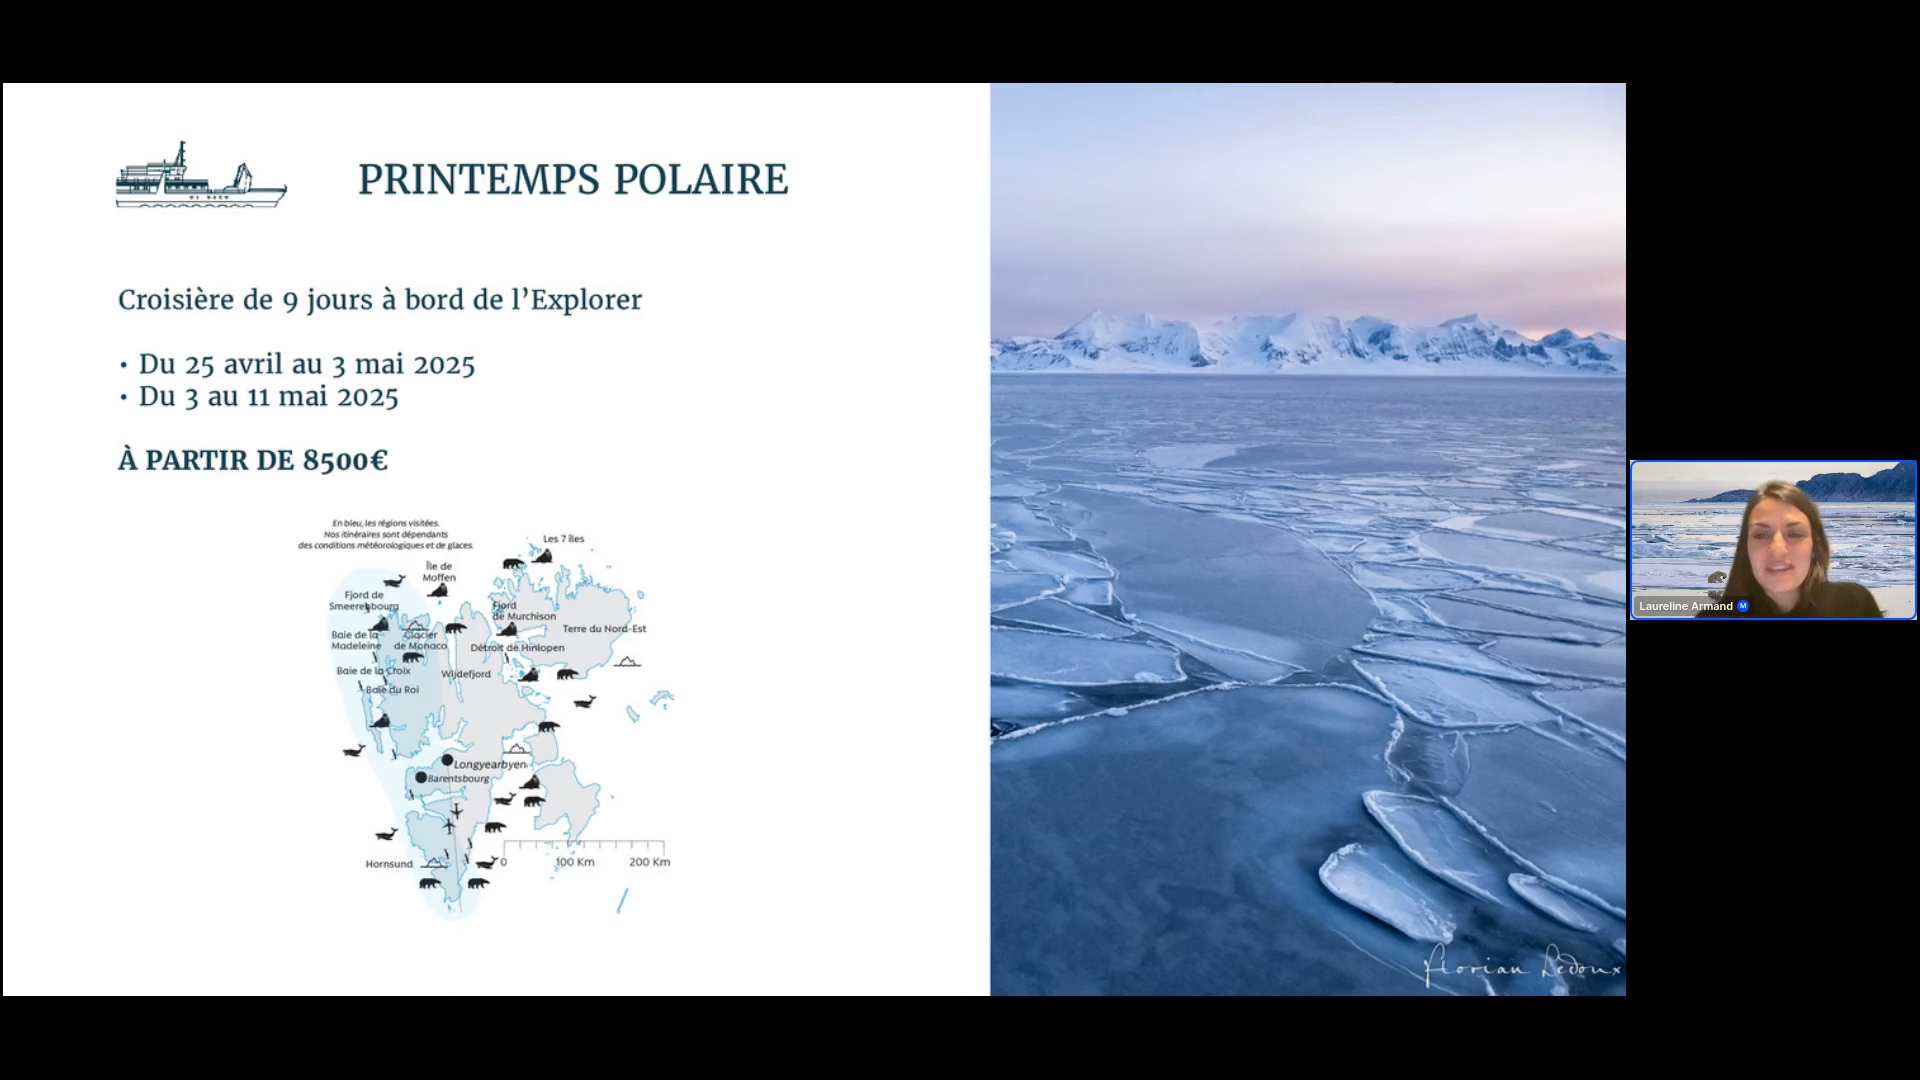 PRINTEMPS POLAIRE
Croisière de 9 jours à bord de l’Explorer
• Du 25 avril au 3 mai 2025
• Du 3 au 11 mai 2025
À PARTIR DE 8500€
En bleu, les régions visitées.
Nos itinéraires sont dépendants
des conditions météorologiques et de glaces.
Les 7 îles
Île de
Moffen
Fjord de
Smeerenbourg
Fjord
de Murchison
Terre du Nord-Est
Baie de la
Madeleine
Glacier
de Monaco
Détroit de Hinlopen
Baie de la Croix
Wijdefjord
Baie du Roi
Longyearbyen
Barentsbourg
Hornsund
0 100 Km 200 Km
Florian Ledoux
Laureline Armand M